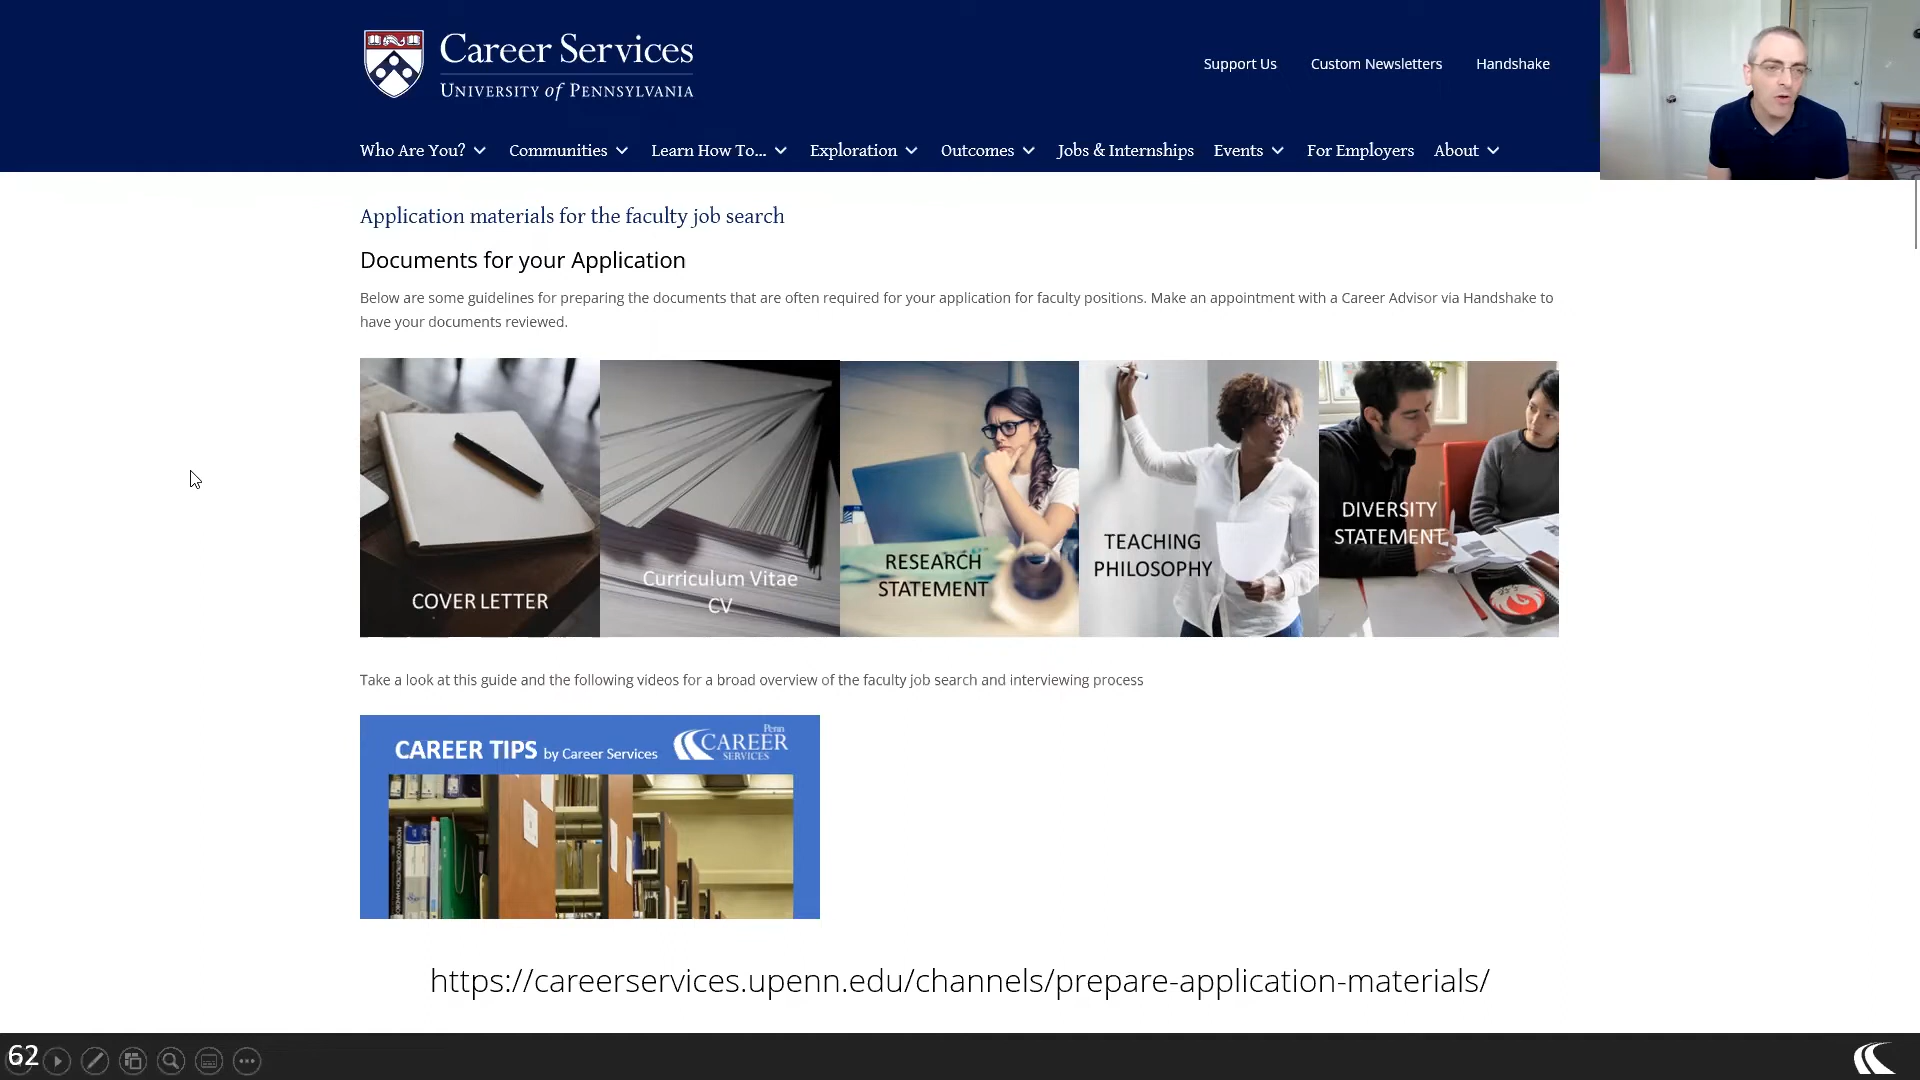 Career Services
UNIVERSITY of PENNSYLVANIA
Support Us
Custom Newsletters
Handshake
Who Are You?
Communities
Learn How To...
Exploration
Outcomes
Jobs & Internships
Events
For Employers
About
Application materials for the faculty job search
Documents for your Application
Below are some guidelines for preparing the documents that are often required for your application for faculty positions. Make an appointment with a Career Advisor via Handshake to
have your documents reviewed.
COVER LETTER
Curriculum Vitae
CV
RESEARCH
STATEMENT
TEACHING
PHILOSOPHY
DIVERSITY
STATEMENT
Take a look at this guide and the following videos for a broad overview of the faculty job search and interviewing process
CAREER TIPS by Career Services
Penn
CAREER
SERVICES
https://careerservices.upenn.edu/channels/prepare-application-materials/
62